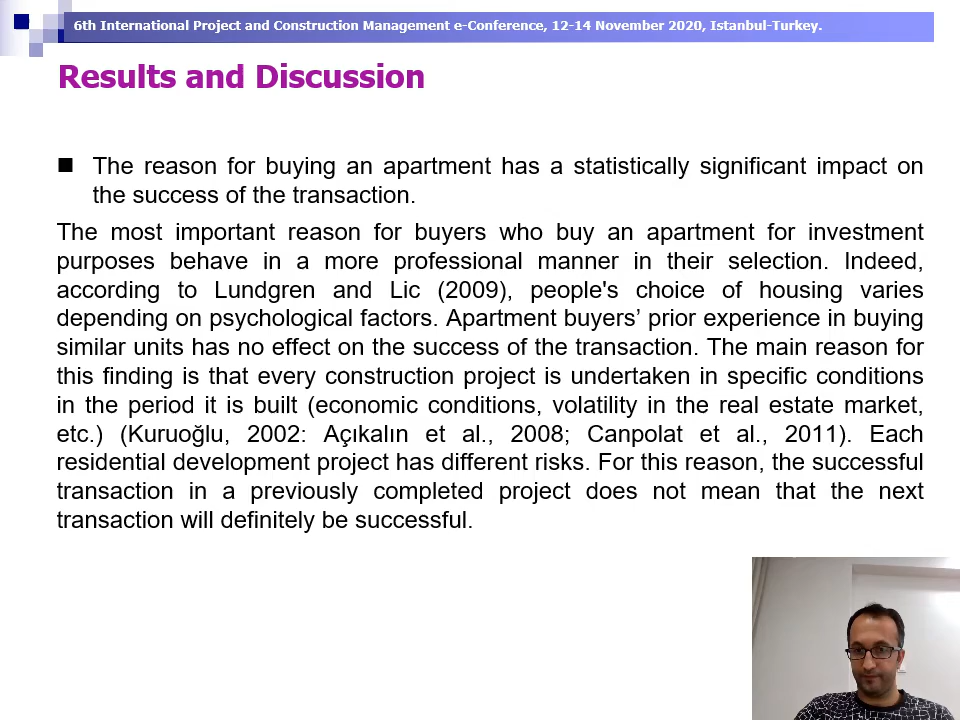 6th International Project and Construction Management e-Conference, 12-14 November 2020, Istanbul-Turkey.
Results and Discussion
The reason for buying an apartment has a statistically significant impact on
the success of the transaction.
The most important reason for buyers who buy an apartment for investment
purposes behave in a more professional manner in their selection. Indeed,
according to Lundgren and Lic (2009), people's choice of housing varies
depending on psychological factors. Apartment buyers’ prior experience in buying
similar units has no effect on the success of the transaction. The main reason for
this finding is that every construction project is undertaken in specific conditions
in the period it is built (economic conditions, volatility in the real estate market,
etc.) (Kuruoğlu, 2002: Açıkalın et al., 2008; Canpolat et al., 2011). Each
residential development project has different risks. For this reason, the successful
transaction in a previously completed project does not mean that the next
transaction will definitely be successful.